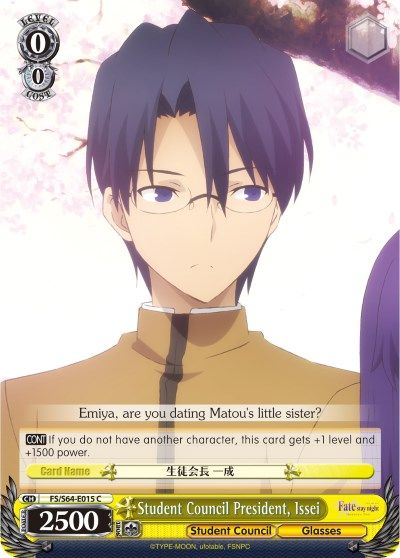 LEVEL
0
0
COST
Emiya, are you dating Matou's little sister?
CONT If you do not have another character, this card gets +1 level and
+1500 power.
Card Name
生徒会長 一成
CH FS/S64-E015 C
Student Council President, Issei
Fate stay night
POWER
2500
SOUL
Student Council
Glasses
©TYPE-MOON, ufotable, FSNPC